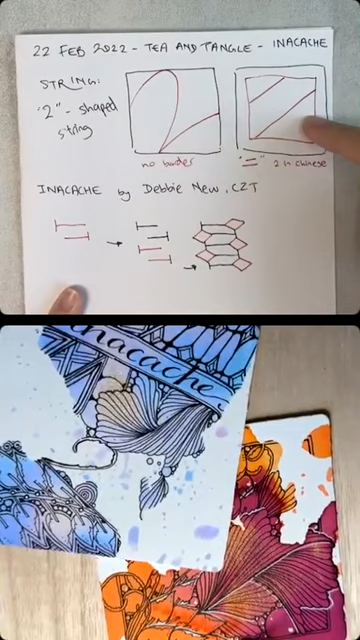 22 FEB 2022 - TEA AND TANGLE - INACACHE
STRING:
"2" - shaped
string
no border
"二" 2 in Chinese
INACACHE by Debbie New, CZT
inacache